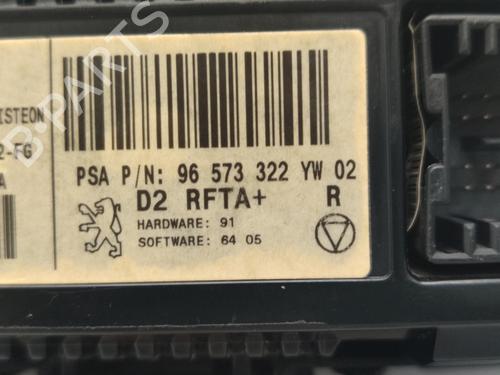 ISTEON
2-FG
A
PSA P/N: 96 573 322 YW 02
D2 RFTA+ R
HARDWARE: 91
SOFTWARE: 64 05
B-PARTS